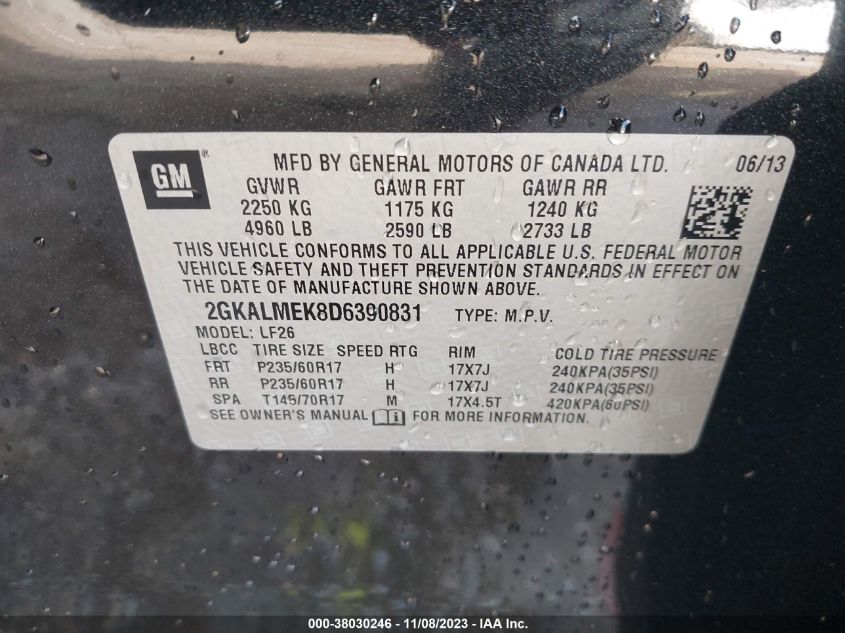 GM ® MFD BY GENERAL MOTORS OF CANADA LTD. 06/13
GVWR GAWR FRT GAWR RR
2250 KG 1175 KG 1240 KG
4960 LB 2590 LB 2733 LB
THIS VEHICLE CONFORMS TO ALL APPLICABLE U.S. FEDERAL MOTOR
VEHICLE SAFETY AND THEFT PREVENTION STANDARDS IN EFFECT ON
THE DATE OF MANUFACTURE SHOWN ABOVE.
2GKALMEK8D6390831 TYPE: M.P.V.
MODEL: LF26
LBCC TIRE SIZE SPEED RTG RIM COLD TIRE PRESSURE
FRT P235/60R17 H 17X7J 240KPA(35PSI)
RR P235/60R17 H 17X7J 240KPA(35PSI)
SPA T145/70R17 M 17X4.5T 420KPA(60PSI)
SEE OWNER'S MANUAL FOR MORE INFORMATION.
000-38030246 - 11/08/2023 - IAA Inc.